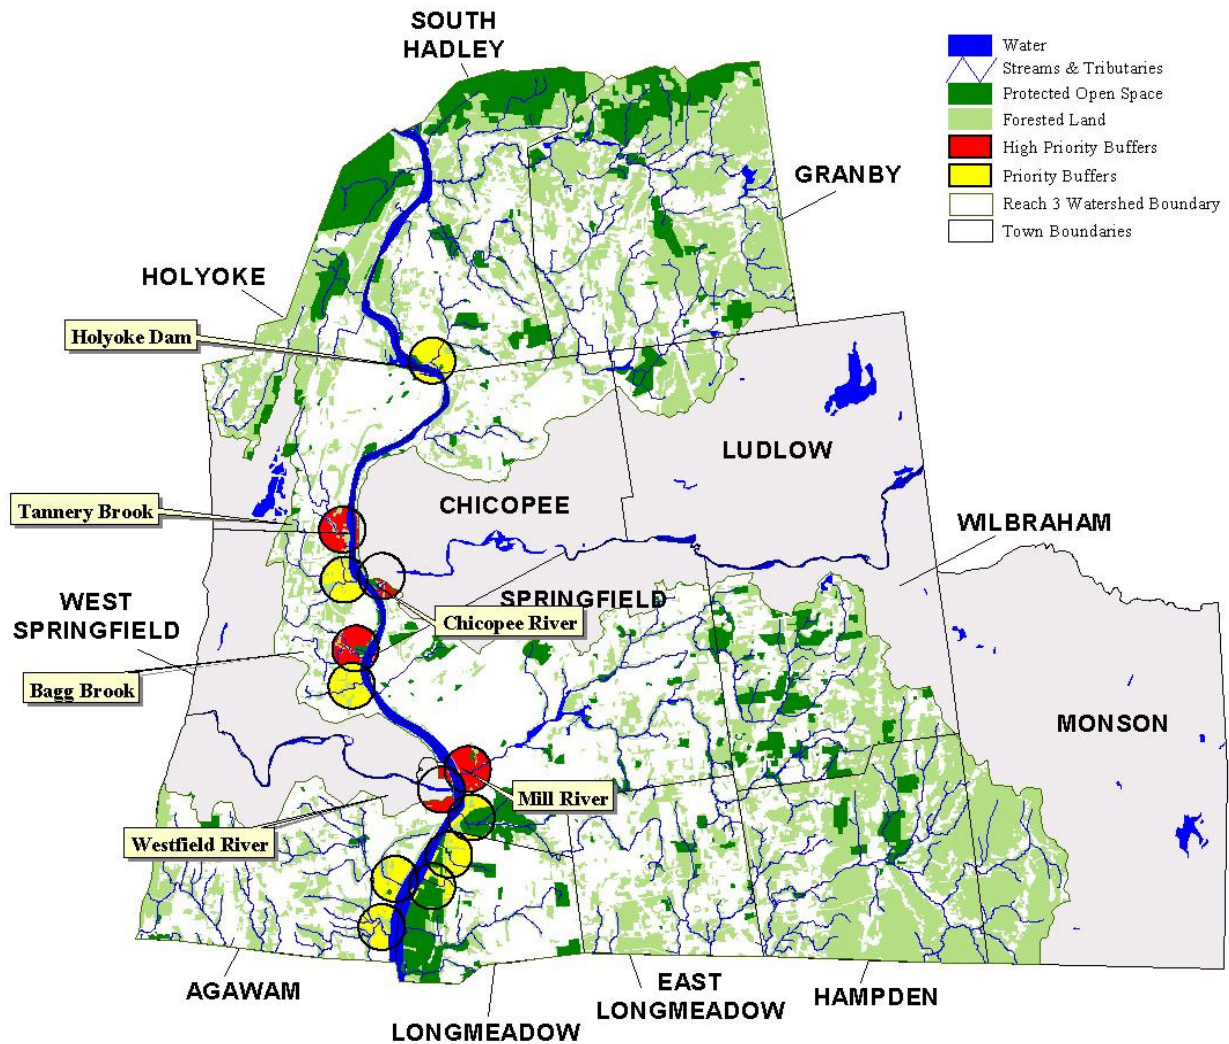 SOUTH
HADLEY
Water
Streams & Tributaries
Protected Open Space
Forested Land
High Priority Buffers
Priority Buffers
Reach 3 Watershed Boundary
Town Boundaries
GRANBY
HOLYOKE
Holyoke Dam
LUDLOW
CHICOPEE
Tannery Brook
WILBRAHAM
WEST
SPRINGFIELD
SPRINGFIELD
Chicopee River
Bagg Brook
MONSON
Mill River
Westfield River
AGAWAM
EAST
LONGMEADOW
HAMPDEN
LONGMEADOW